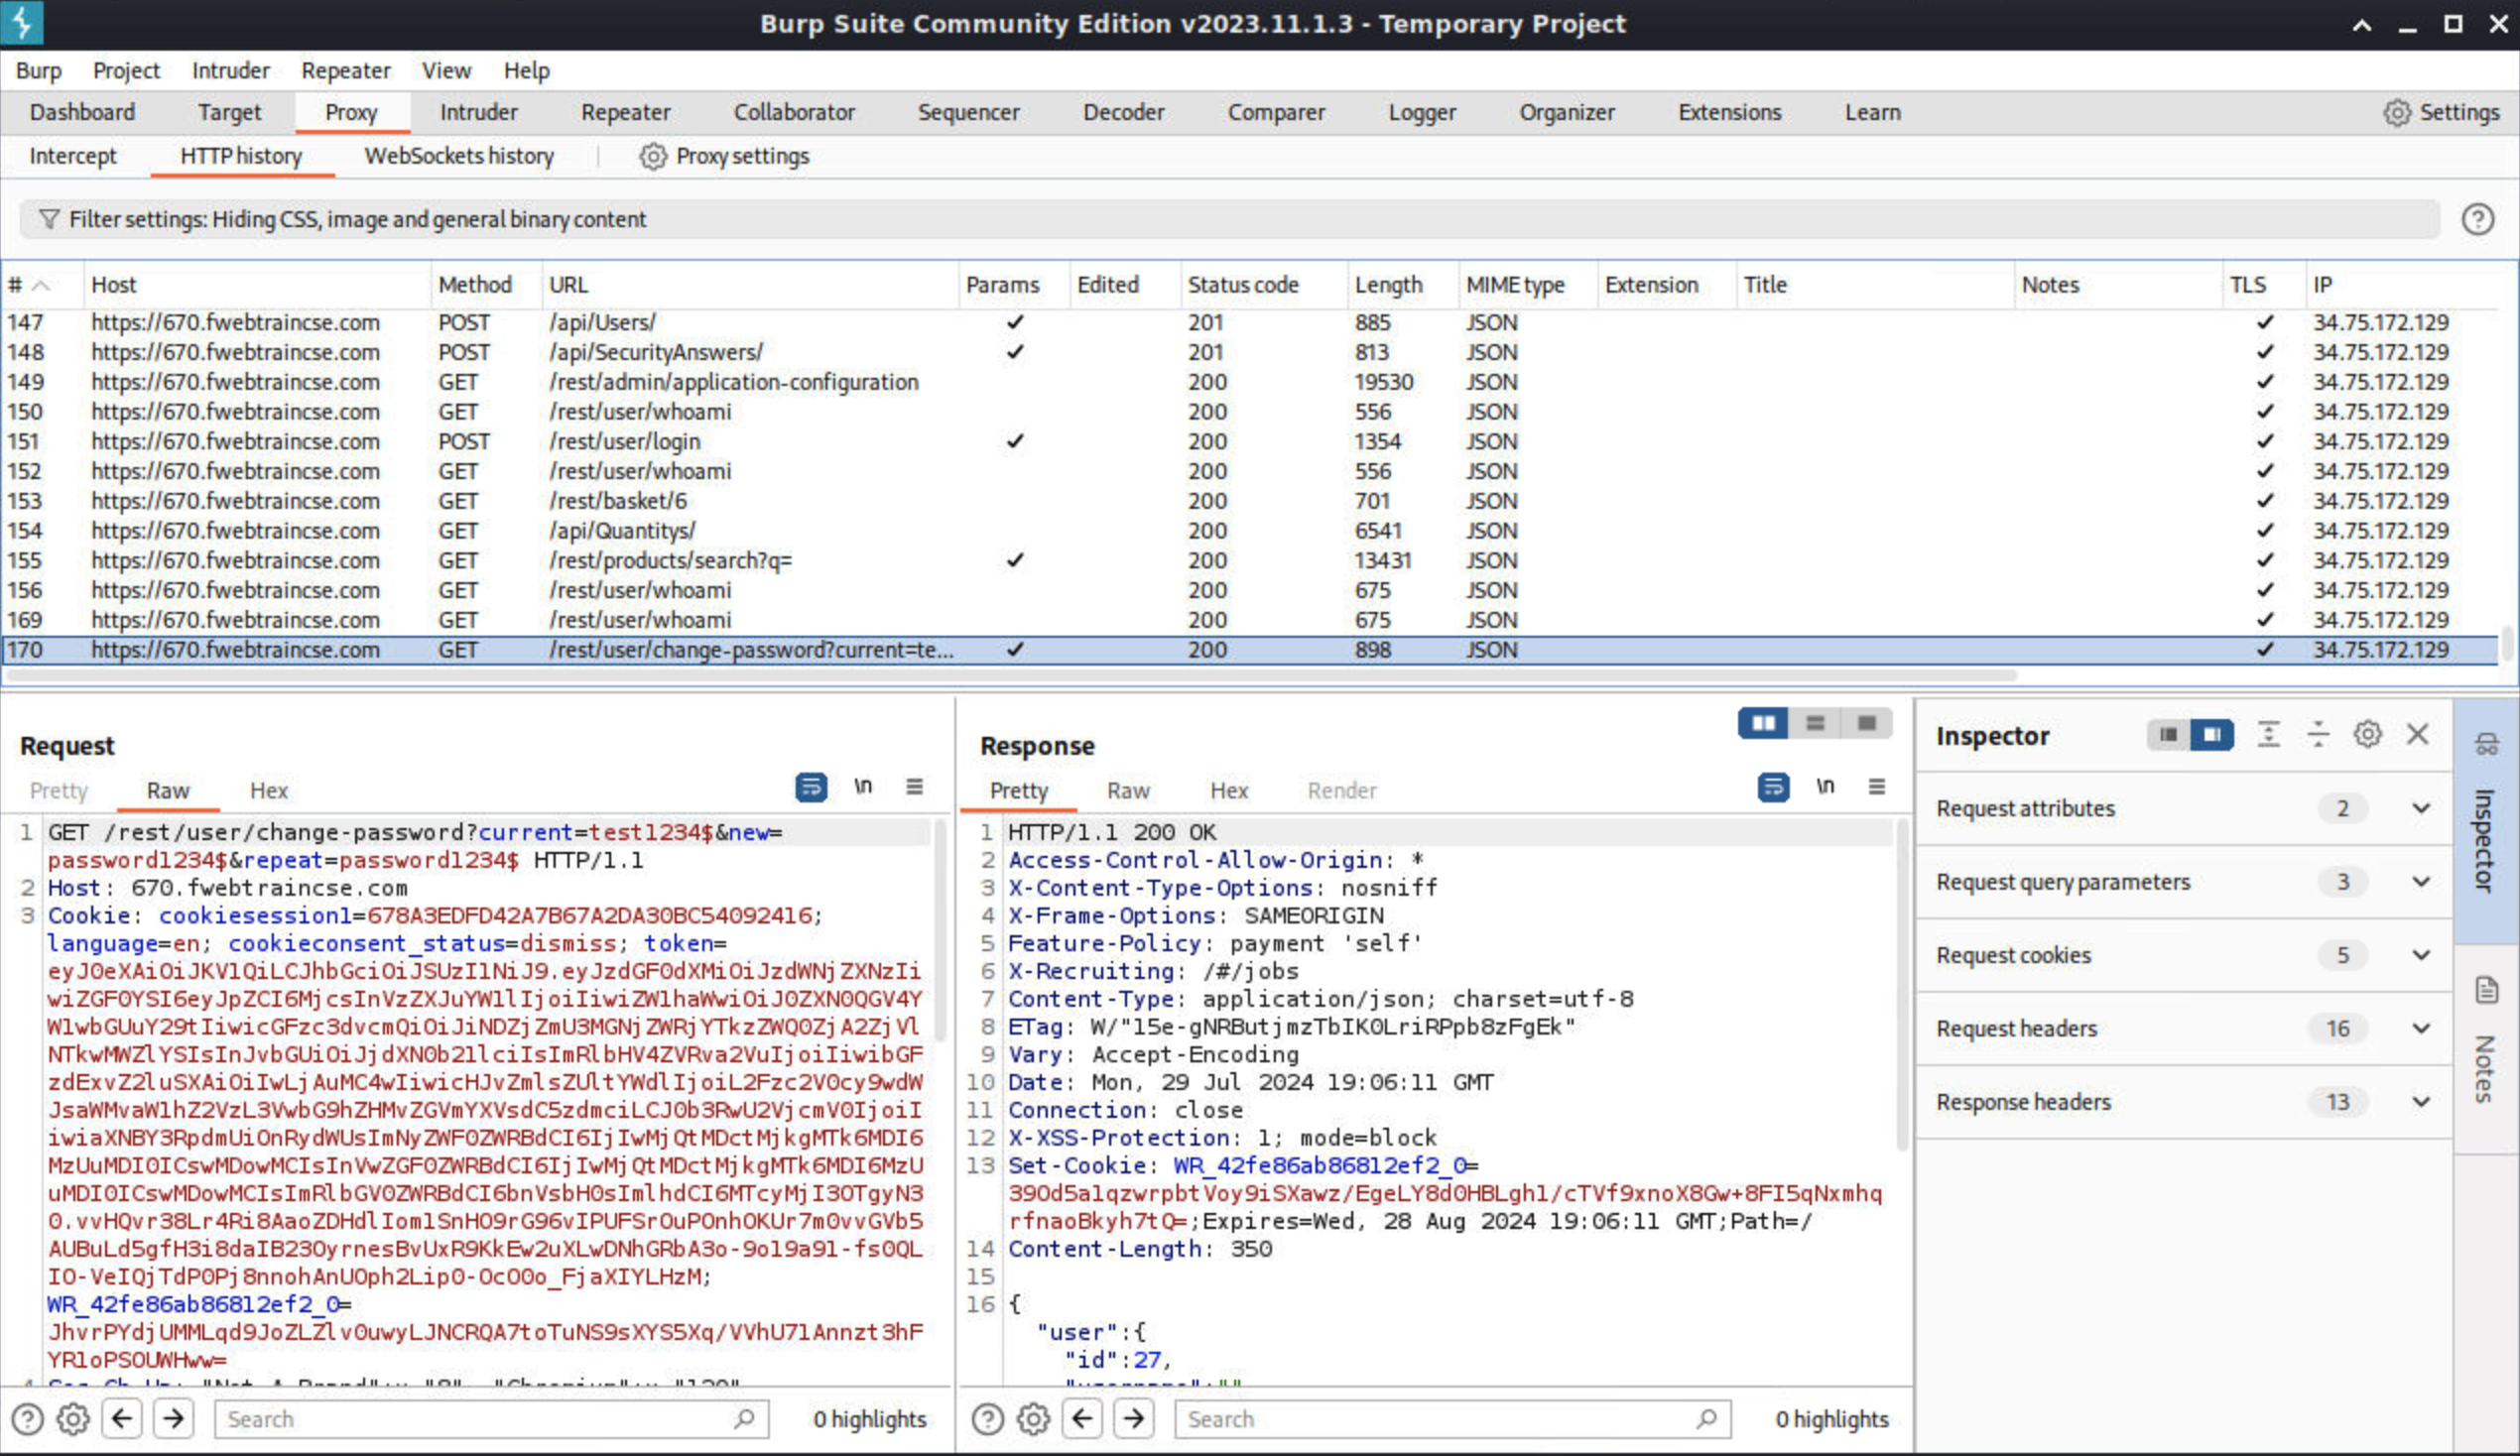 Burp Suite Community Edition v2023.11.1.3 - Temporary Project
Burp Project Intruder Repeater View Help
Dashboard Target Proxy Intruder Repeater Collaborator Sequencer Decoder Comparer Logger Organizer Extensions Learn Settings
Intercept HTTP history WebSockets history Proxy settings
Filter settings: Hiding CSS, image and general binary content
# Host Method URL Params Edited Status code Length MIME type Extension Title Notes TLS IP
147 https://670.fwebtraincse.com POST /api/Users/ ✓ 201 885 JSON ✓ 34.75.172.129
148 https://670.fwebtraincse.com POST /api/SecurityAnswers/ ✓ 201 813 JSON ✓ 34.75.172.129
149 https://670.fwebtraincse.com GET /rest/admin/application-configuration 200 19530 JSON ✓ 34.75.172.129
150 https://670.fwebtraincse.com GET /rest/user/whoami 200 556 JSON ✓ 34.75.172.129
151 https://670.fwebtraincse.com POST /rest/user/login ✓ 200 1354 JSON ✓ 34.75.172.129
152 https://670.fwebtraincse.com GET /rest/user/whoami 200 556 JSON ✓ 34.75.172.129
153 https://670.fwebtraincse.com GET /rest/basket/6 200 701 JSON ✓ 34.75.172.129
154 https://670.fwebtraincse.com GET /api/Quantitys/ 200 6541 JSON ✓ 34.75.172.129
155 https://670.fwebtraincse.com GET /rest/products/search?q= ✓ 200 13431 JSON ✓ 34.75.172.129
156 https://670.fwebtraincse.com GET /rest/user/whoami 200 675 JSON ✓ 34.75.172.129
169 https://670.fwebtraincse.com GET /rest/user/whoami 200 675 JSON ✓ 34.75.172.129
170 https://670.fwebtraincse.com GET /rest/user/change-password?current=te... ✓ 200 898 JSON ✓ 34.75.172.129
Request
Pretty Raw Hex \n
1 GET /rest/user/change-password?current=test1234$&new=
password1234$&repeat=password1234$ HTTP/1.1
2 Host: 670.fwebtraincse.com
3 Cookie: cookiesession1=678A3EDFD42A7B67A2DA30BC54092416;
language=en; cookieconsent_status=dismiss; token=
eyJ0eXAiOiJKV1QiLCJhbGciOiJSUzI1NiJ9.eyJzdGF0dXMiOiJzdWNjZXNzIi
wiZGF0YSI6eyJpZCI6MjcsInVzZXJuYW1lIjoiIiwiZW1haWwiOiJ0ZXN0QGV4Y
W1wbGUuY29tIiwicGFzc3dvcmQiOiJiNDZjZmU3MGNjZWRjYTkzZWQ0ZjA2ZjVl
NTkwMWZlYSIsInJvbGUiOiJjdXN0b21lciIsImRlbHV4ZVRva2VuIjoiIiwibGF
zdExvZ2luSXAiOiIwLjAuMC4wIiwicHJvZmlsZUltYWdlIjoiL2Fzc2V0cy9wdW
JsaWMvaW1hZ2VzL3VwbG9hZHMvZGVmYXVsdC5zdmciLCJ0b3RwU2VjcmV0IjoiI
iwiaXNBY3RpdmUiOnRydWUsImNyZWF0ZWRBdCI6IjIwMjQtMDctMjkgMTk6MDI6
MzUuMDI0ICswMDowMCIsInVwZGF0ZWRBdCI6IjIwMjQtMDctMjkgMTk6MDI6MzU
uMDI0ICswMDowMCIsImRlbGV0ZWRBdCI6bnVsbH0sImlhdCI6MTcyMjI3OTgyN3
0.vvHQvr38Lr4Ri8AaoZDHdlIom1SnHO9rG96vIPUFSrOuPOnhOKUr7m0vvGVb5
AUBuLd5gfH3i8daIB23OyrnesBvUxR9KkEw2uXLwDNhGRbA3o-9o19a91-fs0QL
IO-VeIQjTdP0Pj8nnohAnUOph2Lip0-OcO0o_FjaXIYLHzM;
WR_42fe86ab86812ef2_0=
JhvrPYdjUMMLqd9JoZLZlv0uwyLJNCRQA7toTuNS9sXYS5Xq/VVhU71Annzt3hF
YRloPSOUWHww=
Search 0 highlights
Response
Pretty Raw Hex Render \n
1 HTTP/1.1 200 OK
2 Access-Control-Allow-Origin: *
3 X-Content-Type-Options: nosniff
4 X-Frame-Options: SAMEORIGIN
5 Feature-Policy: payment 'self'
6 X-Recruiting: /#/jobs
7 Content-Type: application/json; charset=utf-8
8 ETag: W/"15e-gNRButjmzTbIK0LriRPpb8zFgEk"
9 Vary: Accept-Encoding
10 Date: Mon, 29 Jul 2024 19:06:11 GMT
11 Connection: close
12 X-XSS-Protection: 1; mode=block
13 Set-Cookie: WR_42fe86ab86812ef2_0=
39Od5a1qzwrpbtVoy9iSXawz/EgeLY8dOHBLgh1/cTVf9xnoX8Gw+8FI5qNxmhq
rfnaoBkyh7tQ=;Expires=Wed, 28 Aug 2024 19:06:11 GMT;Path=/
14 Content-Length: 350
15
16 {
"user":{
"id":27,
Search 0 highlights
Inspector
Request attributes 2
Request query parameters 3
Request cookies 5
Request headers 16
Response headers 13
Inspector
Notes